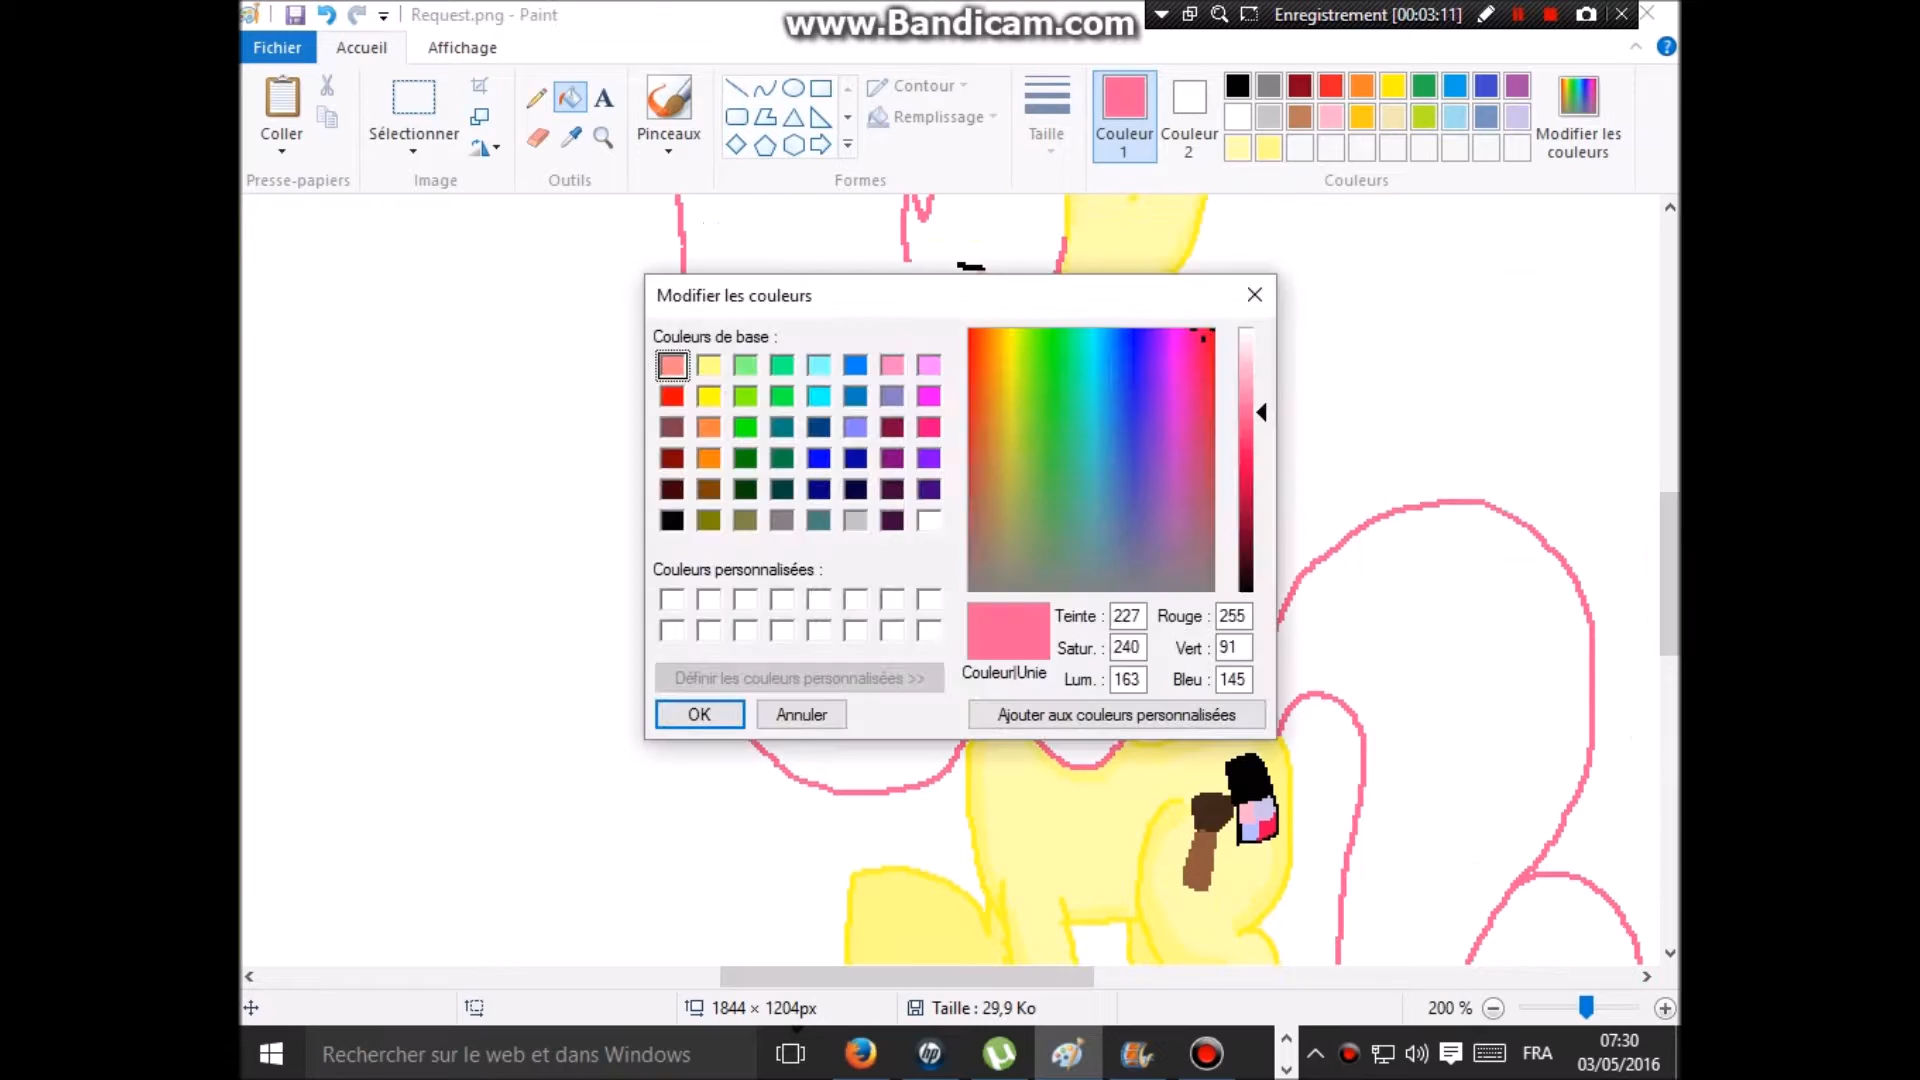 Request.png - Paint
www.Bandicam.com
Enregistrement [00:03:11]
Fichier
Accueil
Affichage
Coller
Sélectionner
Pinceaux
Contour
Remplissage
Taille
Couleur 1
Couleur 2
Modifier les couleurs
Presse-papiers
Image
Outils
Formes
Couleurs
Modifier les couleurs
Couleurs de base :
Couleurs personnalisées :
Définir les couleurs personnalisées >>
OK
Annuler
Couleur|Unie
Teinte : 227
Rouge : 255
Satur. : 240
Vert : 91
Lum. : 163
Bleu : 145
Ajouter aux couleurs personnalisées
1844 × 1204px
Taille : 29,9 Ko
200 %
Rechercher sur le web et dans Windows
hp
FRA
07:30
03/05/2016